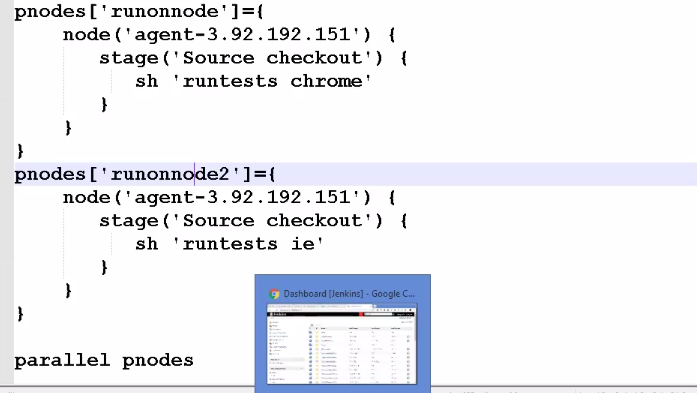 pnodes['runonnode']={
node('agent-3.92.192.151') {
stage('Source checkout') {
sh 'runtests chrome'
}
}
}
pnodes['runonnode2']={
node('agent-3.92.192.151') {
stage('Source checkout') {
sh 'runtests ie'
}
}
}
Dashboard [Jenkins] - Google C...
parallel pnodes